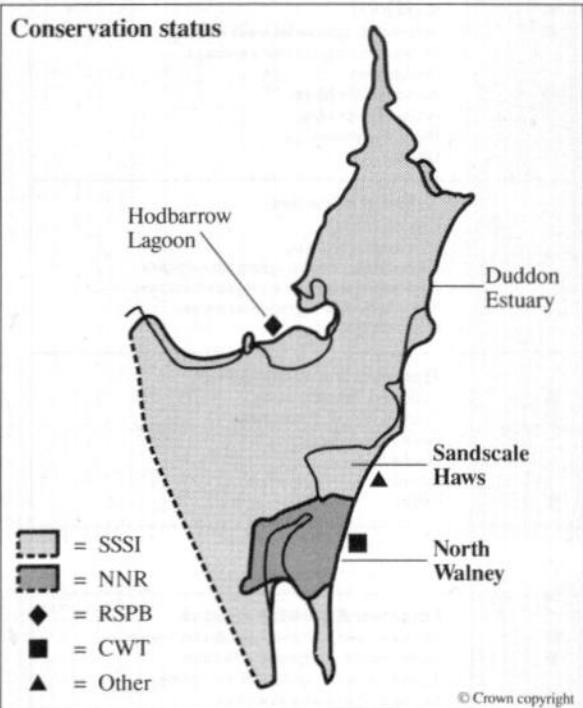 Conservation status
Hodbarrow
Lagoon
Duddon
Estuary
Sandscale
Haws
North
Walney
= SSSI
= NNR
= RSPB
= CWT
= Other
© Crown copyright